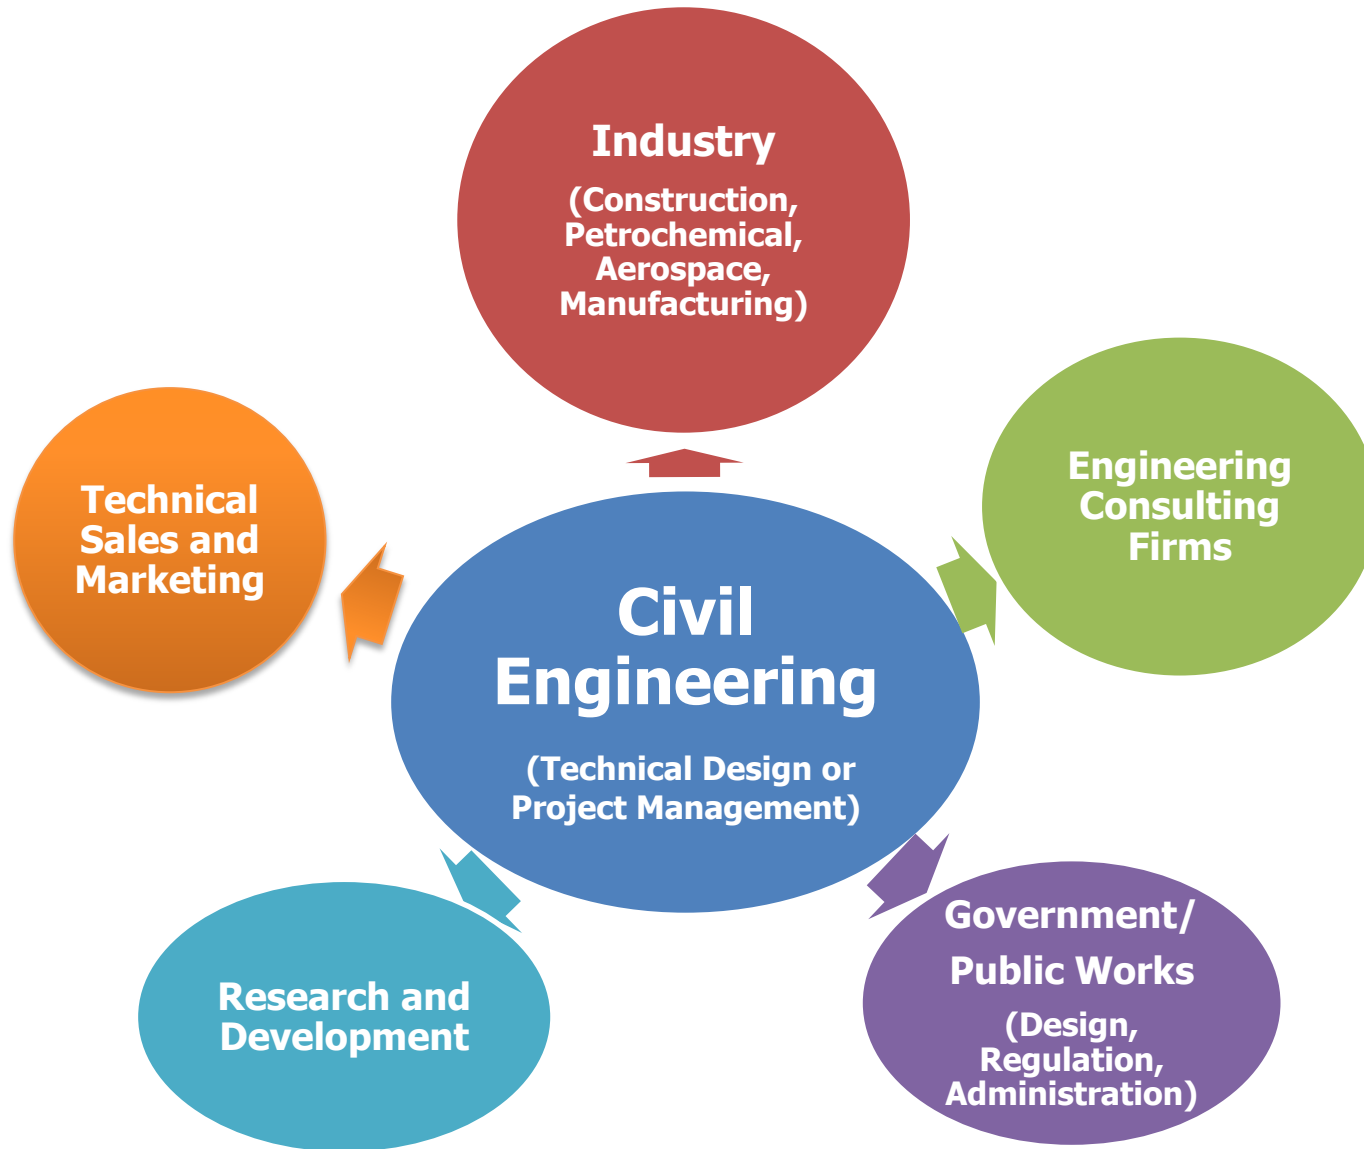 Industry
(Construction,
Petrochemical,
Aerospace,
Manufacturing)
Engineering
Consulting
Firms
Technical
Sales and
Marketing
Civil
Engineering
(Technical Design or
Project Management)
Government/
Public Works
(Design,
Regulation,
Administration)
Research and
Development